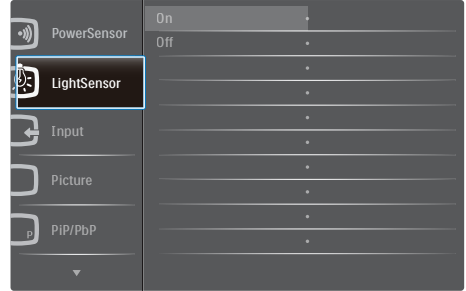 PowerSensor
LightSensor
Input
Picture
P
PiP/PbP
On
Off